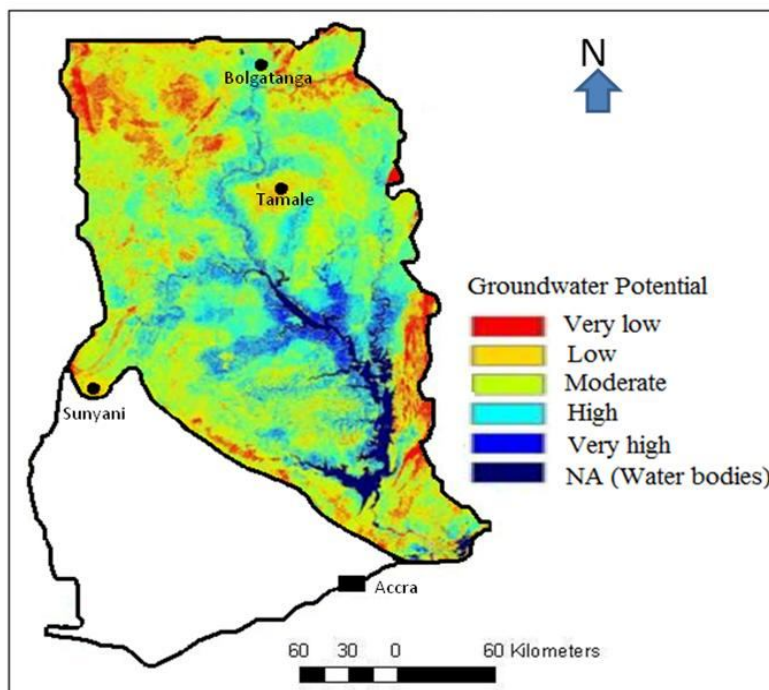 N
Bolgatanga
Tamale
Groundwater Potential
Very low
Low
Moderate
High
Very high
NA (Water bodies)
Sunyani
Accra
60 30 0 60 Kilometers